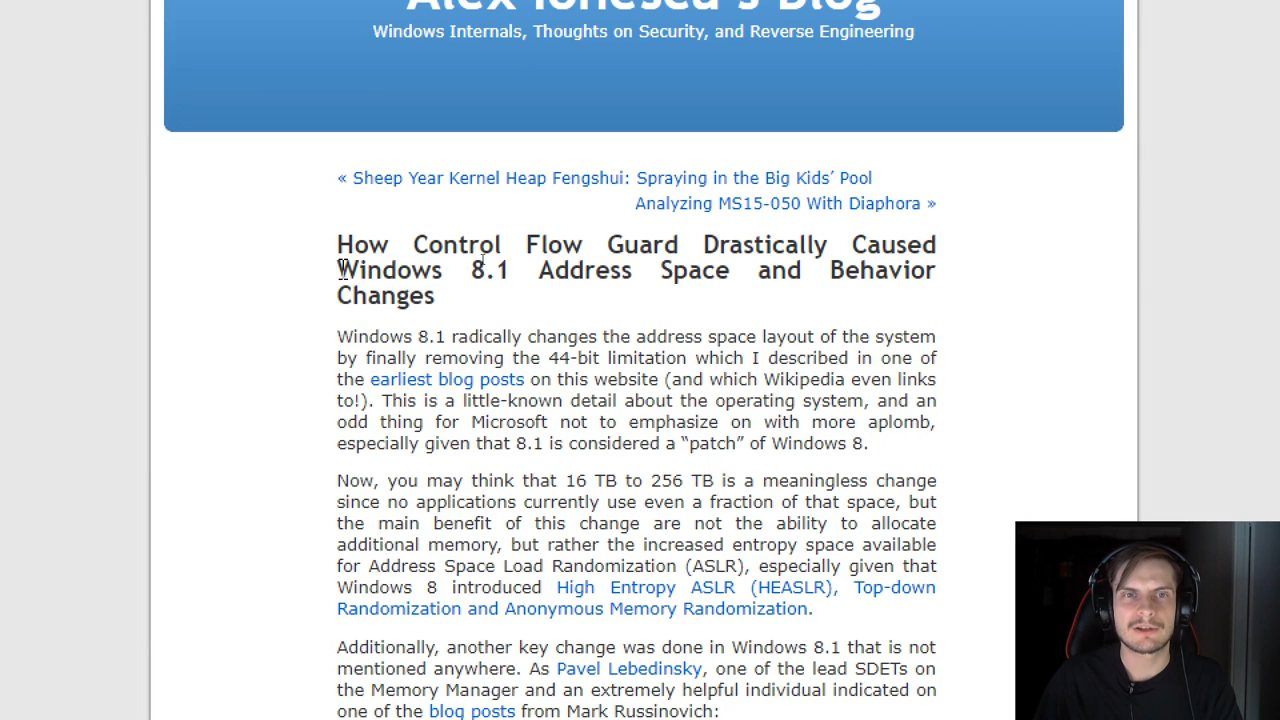 Alex Ionescu's Blog
Windows Internals, Thoughts on Security, and Reverse Engineering
« Sheep Year Kernel Heap Fengshui: Spraying in the Big Kids’ Pool
Analyzing MS15-050 With Diaphora »
How Control Flow Guard Drastically Caused
Windows 8.1 Address Space and Behavior
Changes
Windows 8.1 radically changes the address space layout of the system
by finally removing the 44-bit limitation which I described in one of
the earliest blog posts on this website (and which Wikipedia even links
to!). This is a little-known detail about the operating system, and an
odd thing for Microsoft not to emphasize on with more aplomb,
especially given that 8.1 is considered a “patch” of Windows 8.
Now, you may think that 16 TB to 256 TB is a meaningless change
since no applications currently use even a fraction of that space, but
the main benefit of this change are not the ability to allocate
additional memory, but rather the increased entropy space available
for Address Space Load Randomization (ASLR), especially given that
Windows 8 introduced High Entropy ASLR (HEASLR), Top-down
Randomization and Anonymous Memory Randomization.
Additionally, another key change was done in Windows 8.1 that is not
mentioned anywhere. As Pavel Lebedinsky, one of the lead SDETs on
the Memory Manager and an extremely helpful individual indicated on
one of the blog posts from Mark Russinovich: